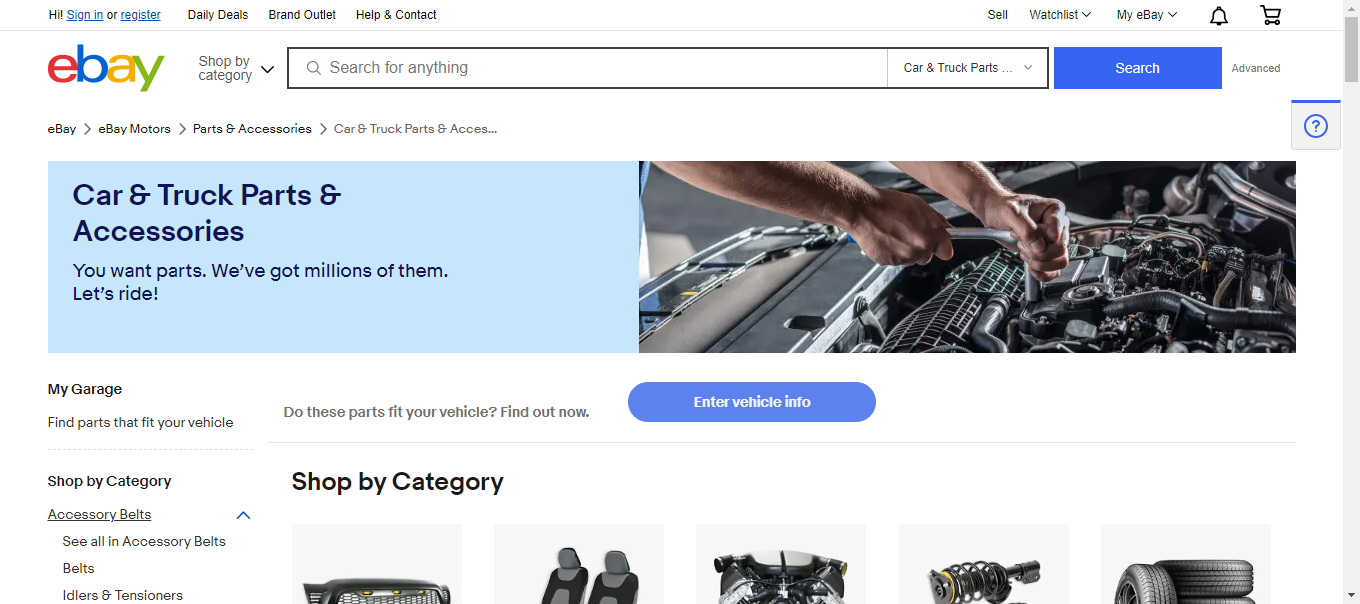 Hi! Sign in or register Daily Deals Brand Outlet Help & Contact Sell Watchlist My eBay
ebay
Shop by
category
Search for anything
Car & Truck Parts ...
Search
Advanced
eBay eBay Motors Parts & Accessories Car & Truck Parts & Acces...
Car & Truck Parts &
Accessories
You want parts. We've got millions of them.
Let's ride!
My Garage
Find parts that fit your vehicle
Do these parts fit your vehicle? Find out now.
Enter vehicle info
Shop by Category
Accessory Belts
See all in Accessory Belts
Belts
Idlers & Tensioners
Shop by Category